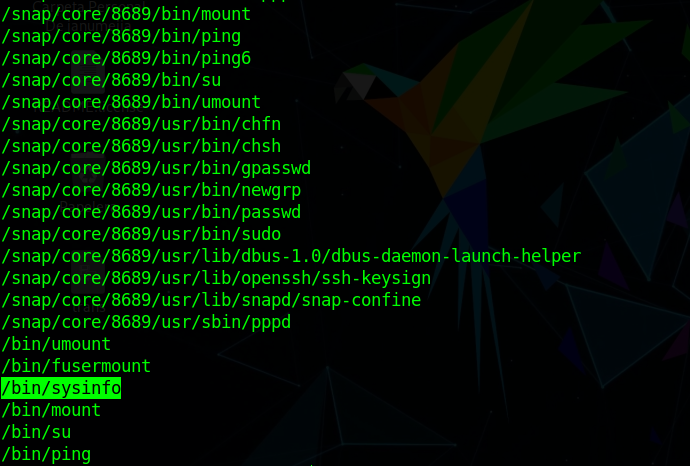 /snap/core/8689/bin/mount
/snap/core/8689/bin/ping
/snap/core/8689/bin/ping6
/snap/core/8689/bin/su
/snap/core/8689/bin/umount
/snap/core/8689/usr/bin/chfn
/snap/core/8689/usr/bin/chsh
/snap/core/8689/usr/bin/gpasswd
/snap/core/8689/usr/bin/newgrp
/snap/core/8689/usr/bin/passwd
/snap/core/8689/usr/bin/sudo
/snap/core/8689/usr/lib/dbus-1.0/dbus-daemon-launch-helper
/snap/core/8689/usr/lib/openssh/ssh-keysign
/snap/core/8689/usr/lib/snapd/snap-confine
/snap/core/8689/usr/sbin/pppd
/bin/umount
/bin/fusermount
/bin/sysinfo
/bin/mount
/bin/su
/bin/ping